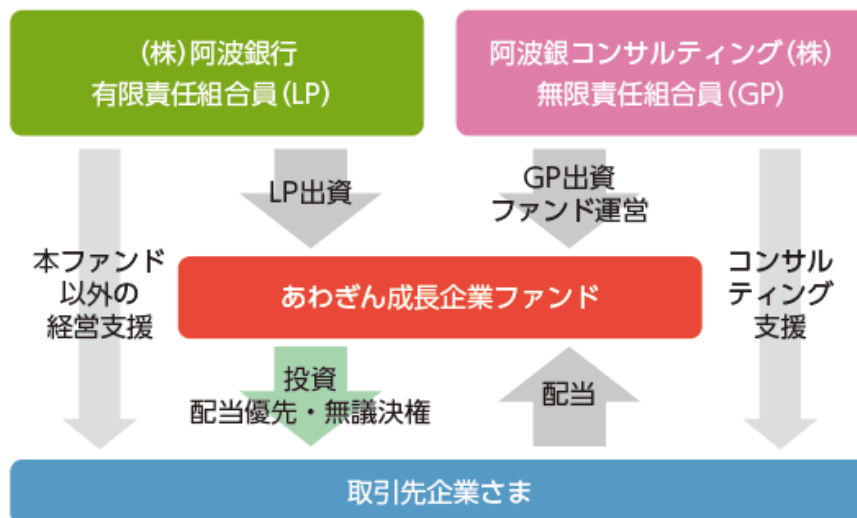 (株)阿波銀行
有限責任組合員(LP)
阿波銀コンサルティング(株)
無限責任組合員(GP)
LP出資
GP出資
ファンド運営
本ファンド
以外の
経営支援
あわぎん成長企業ファンド
コンサル
ティング
支援
投資
配当優先・無議決権
配当
取引先企業さま